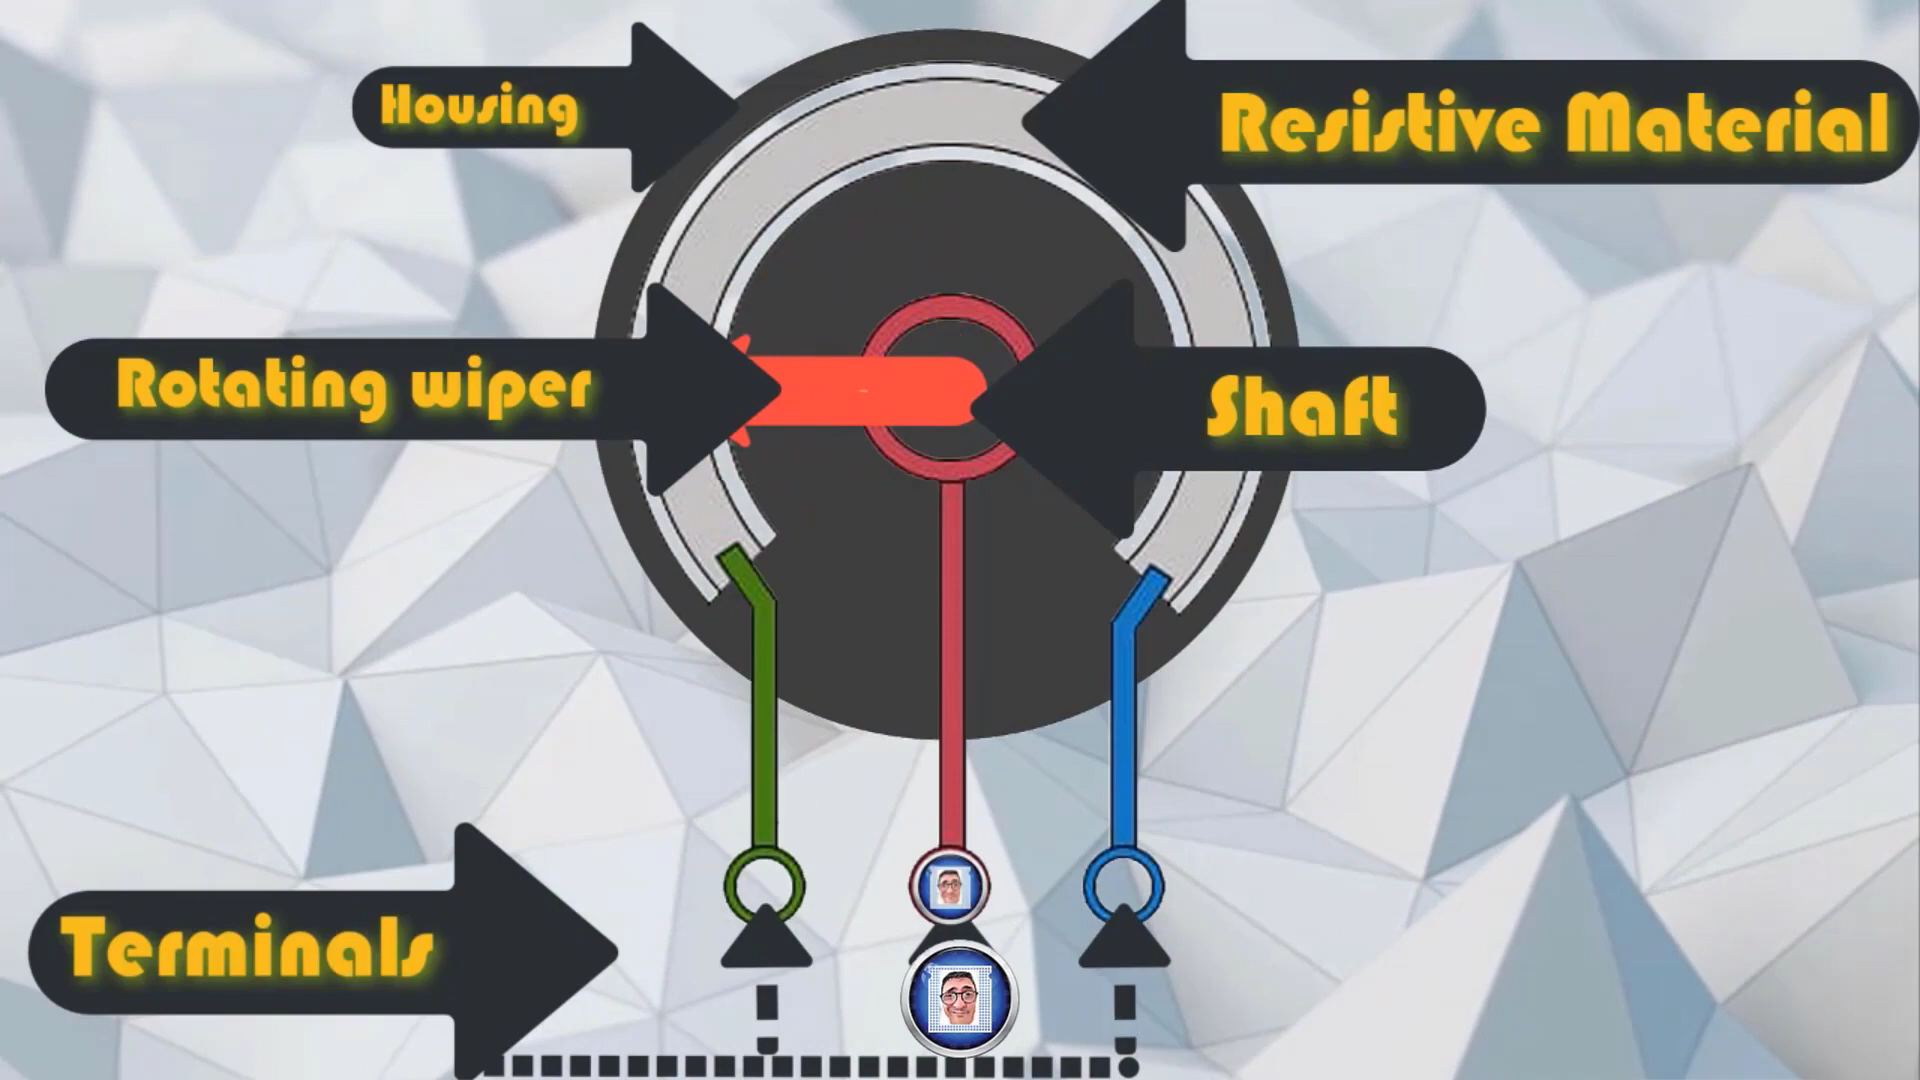 Housing
Resistive Material
Rotating wiper
Shaft
Terminals